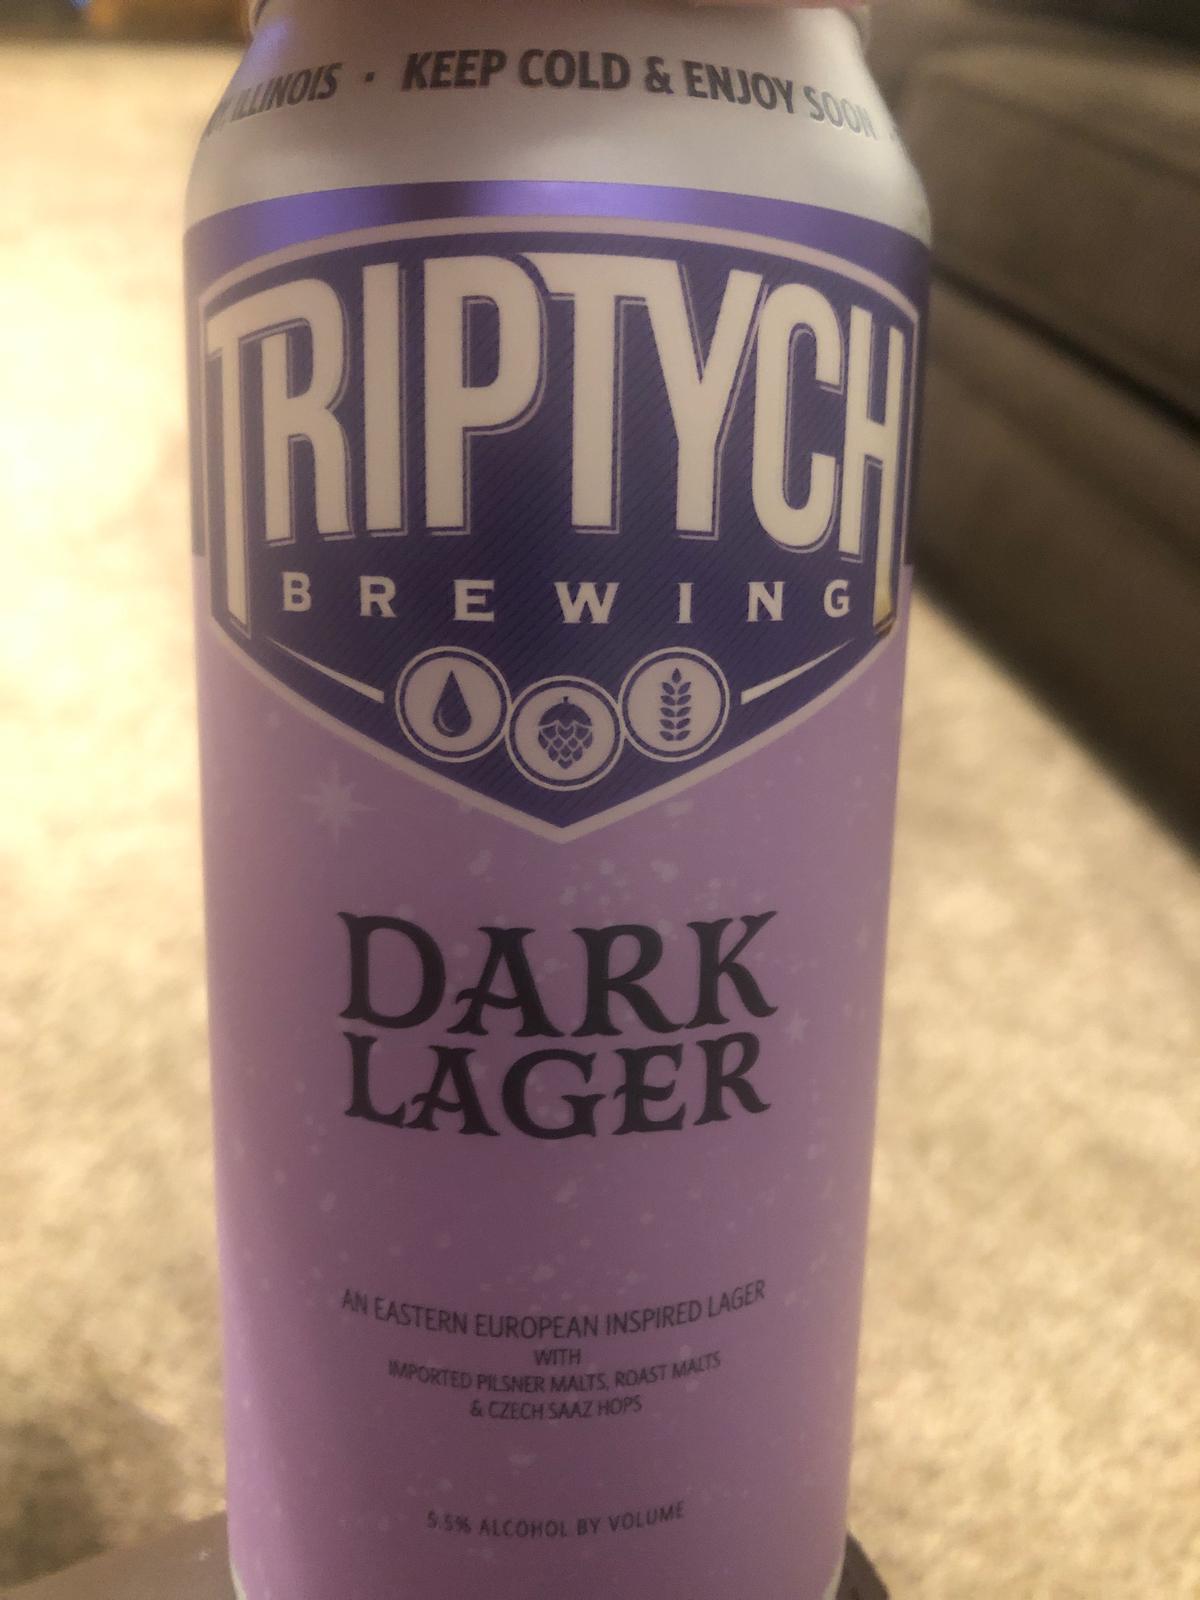 ILLINOIS · KEEP COLD & ENJOY SOON
TRIPTYCH
BREWING
DARK
LAGER
AN EASTERN EUROPEAN INSPIRED LAGER
WITH
IMPORTED PILSNER MALTS, ROAST MALTS
& CZECH SAAZ HOPS
5.5% ALCOHOL BY VOLUME